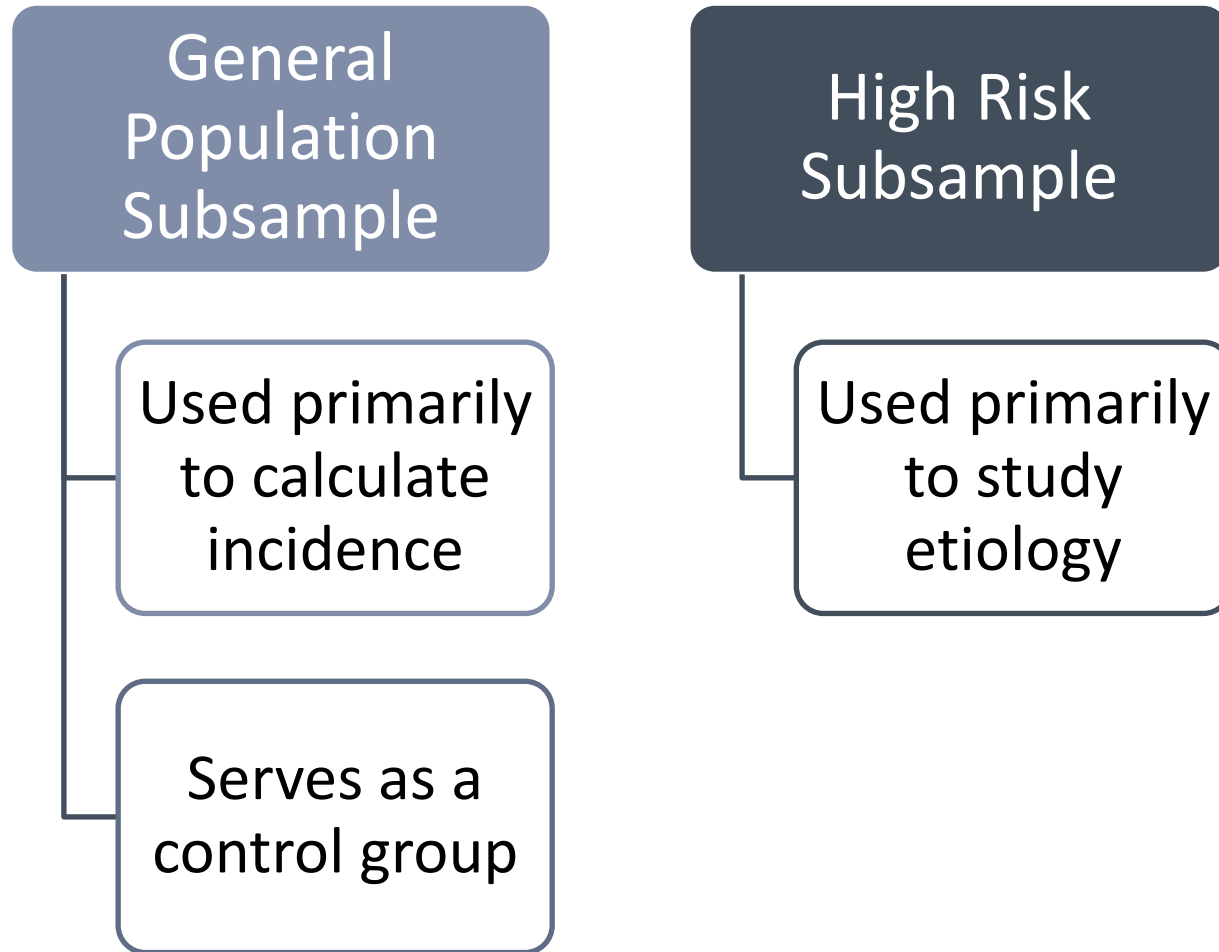 General
Population
Subsample
Used primarily
to calculate
incidence
Serves as a
control group
High Risk
Subsample
Used primarily
to study
etiology